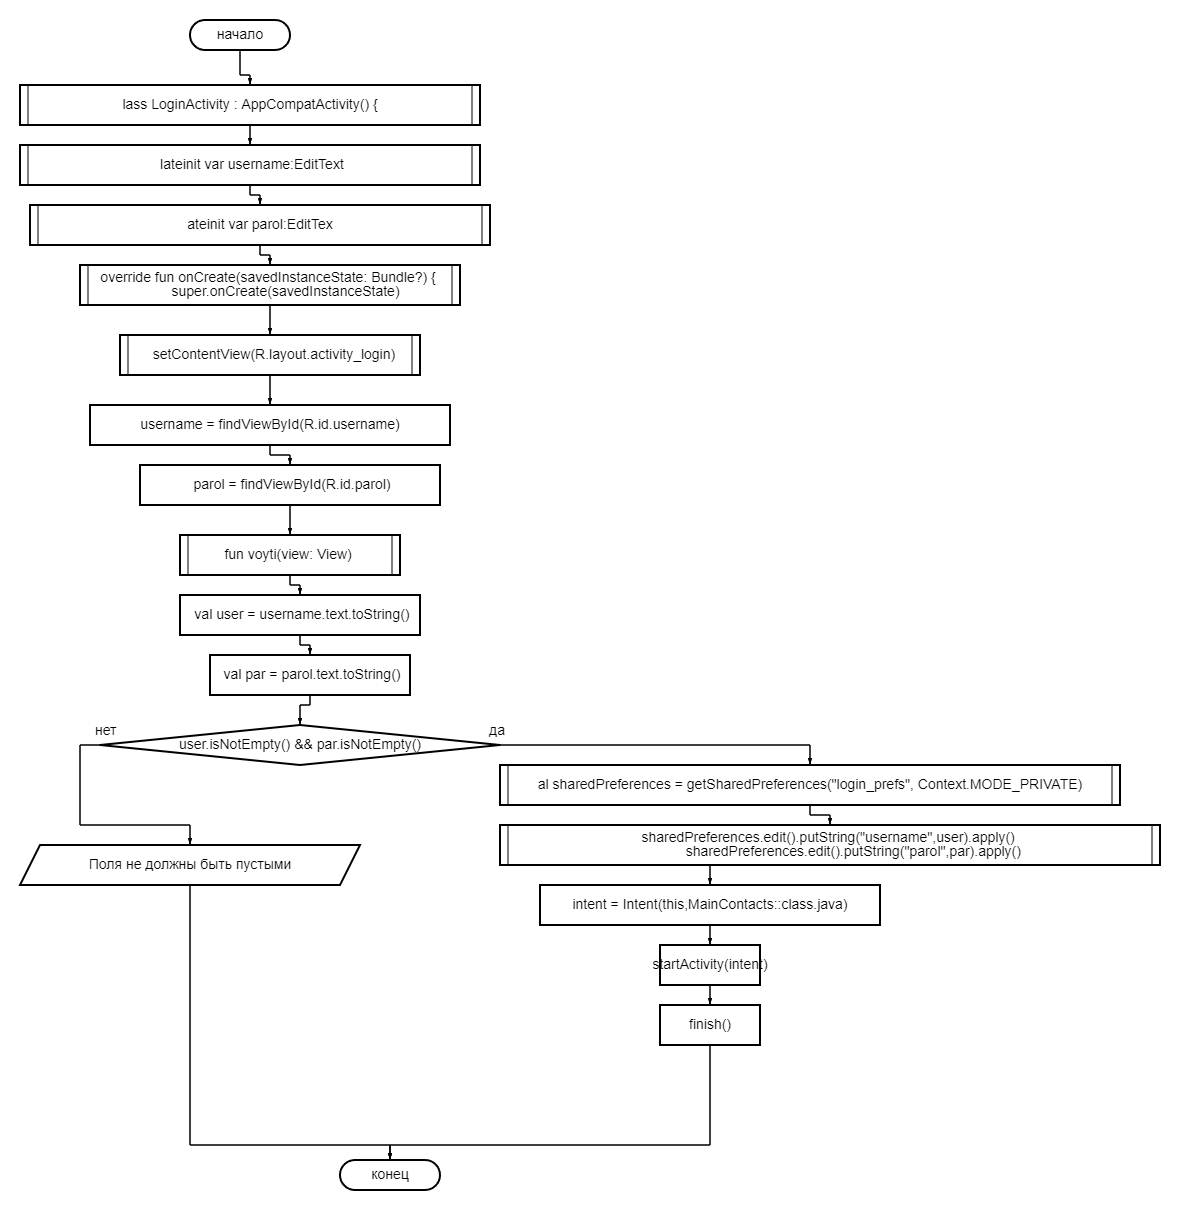 начало
lass LoginActivity : AppCompatActivity() {
lateinit var username:EditText
ateinit var parol:EditTex
override fun onCreate(savedInstanceState: Bundle?) {
super.onCreate(savedInstanceState)
setContentView(R.layout.activity_login)
username = findViewById(R.id.username)
parol = findViewById(R.id.parol)
fun voyti(view: View)
val user = username.text.toString()
val par = parol.text.toString()
нет
да
user.isNotEmpty() && par.isNotEmpty()
al sharedPreferences = getSharedPreferences("login_prefs", Context.MODE_PRIVATE)
sharedPreferences.edit().putString("username",user).apply()
sharedPreferences.edit().putString("parol",par).apply()
Поля не должны быть пустыми
intent = Intent(this,MainContacts::class.java)
startActivity(intent)
finish()
конец